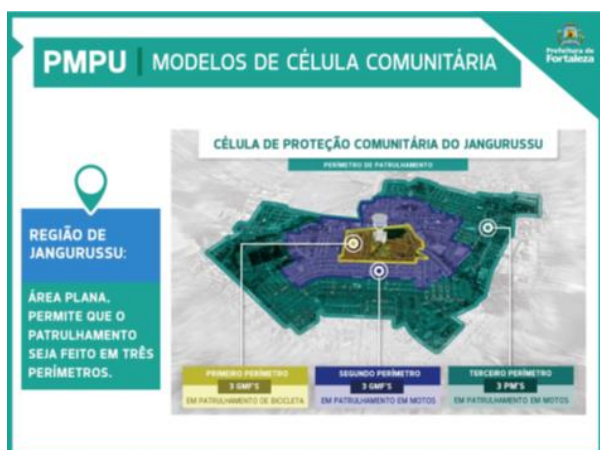 PMPU | MODELOS DE CÉLULA COMUNITÁRIA
Prefeitura de
Fortaleza
CÉLULA DE PROTEÇÃO COMUNITÁRIA DO JANGURUSSU
PERÍMETRO DE PATRULHAMENTO
REGIÃO DE
JANGURUSSU:
ÁREA PLANA,
PERMITE QUE O
PATRULHAMENTO
SEJA FEITO EM TRÊS
PERÍMETROS.
PRIMEIRO PERÍMETRO
3 GMF'S
EM PATRULHAMENTO DE BICICLETA
SEGUNDO PERÍMETRO
3 GMF'S
EM PATRULHAMENTO EM MOTOS
TERCEIRO PERÍMETRO
3 PM'S
EM PATRULHAMENTO EM MOTOS